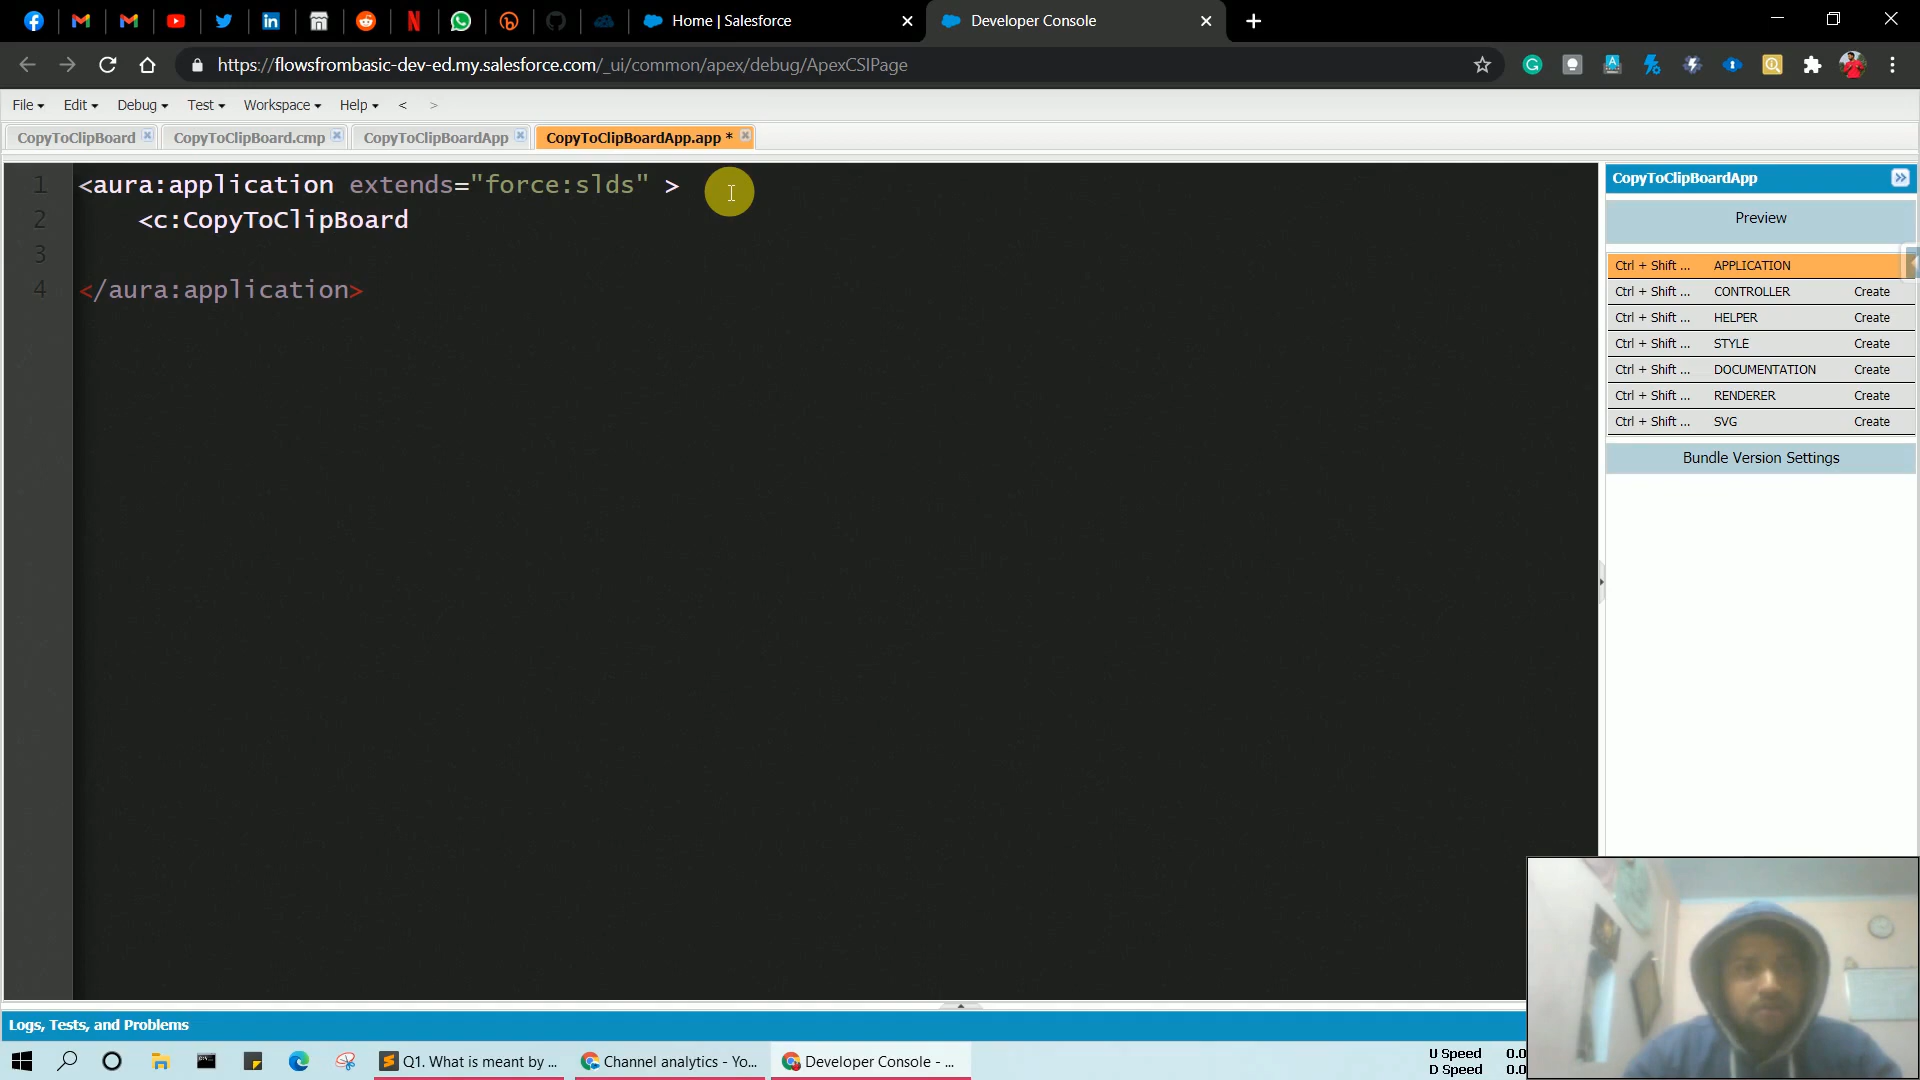 Home | Salesforce
Developer Console
https://flowsfrombasic-dev-ed.my.salesforce.com/_ui/common/apex/debug/ApexCSIPage
File Edit Debug Test Workspace Help < >
CopyToClipBoard
CopyToClipBoard.cmp
CopyToClipBoardApp
CopyToClipBoardApp.app *
1 <aura:application extends="force:slds" >
2 <c:CopyToClipBoard
3
4 </aura:application>
CopyToClipBoardApp
Preview
Ctrl + Shift ... APPLICATION
Ctrl + Shift ... CONTROLLER Create
Ctrl + Shift ... HELPER Create
Ctrl + Shift ... STYLE Create
Ctrl + Shift ... DOCUMENTATION Create
Ctrl + Shift ... RENDERER Create
Ctrl + Shift ... SVG Create
Bundle Version Settings
Logs, Tests, and Problems
Q1. What is meant by ...
Channel analytics - Yo...
Developer Console - ...
U Speed 0.0
D Speed 0.0